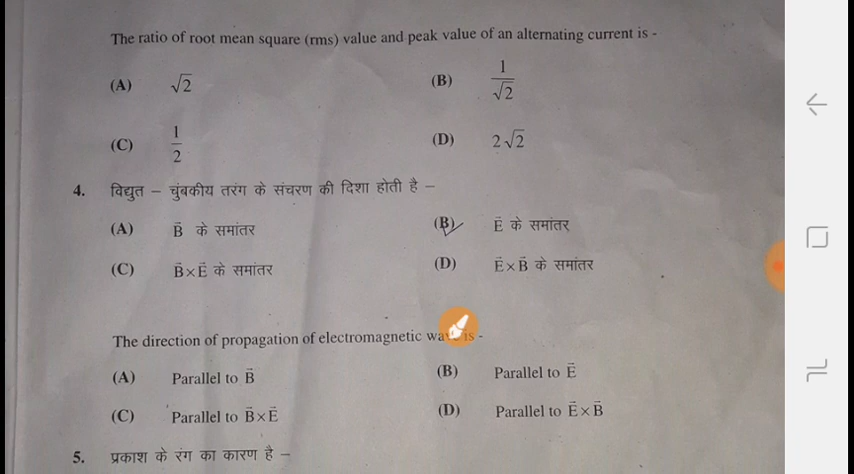 The ratio of root mean square (rms) value and peak value of an alternating current is -
(A) √2 (B) 1/√2
(C) 1/2 (D) 2√2
4. विद्युत – चुंबकीय तरंग के संचरण की दिशा होती है –
(A) B⃗ के समांतर (B) E⃗ के समांतर
(C) B⃗×E⃗ के समांतर (D) E⃗×B⃗ के समांतर
The direction of propagation of electromagnetic wave is -
(A) Parallel to B⃗ (B) Parallel to E⃗
(C) Parallel to B⃗×E⃗ (D) Parallel to E⃗×B⃗
5. प्रकाश के रंग का कारण है –